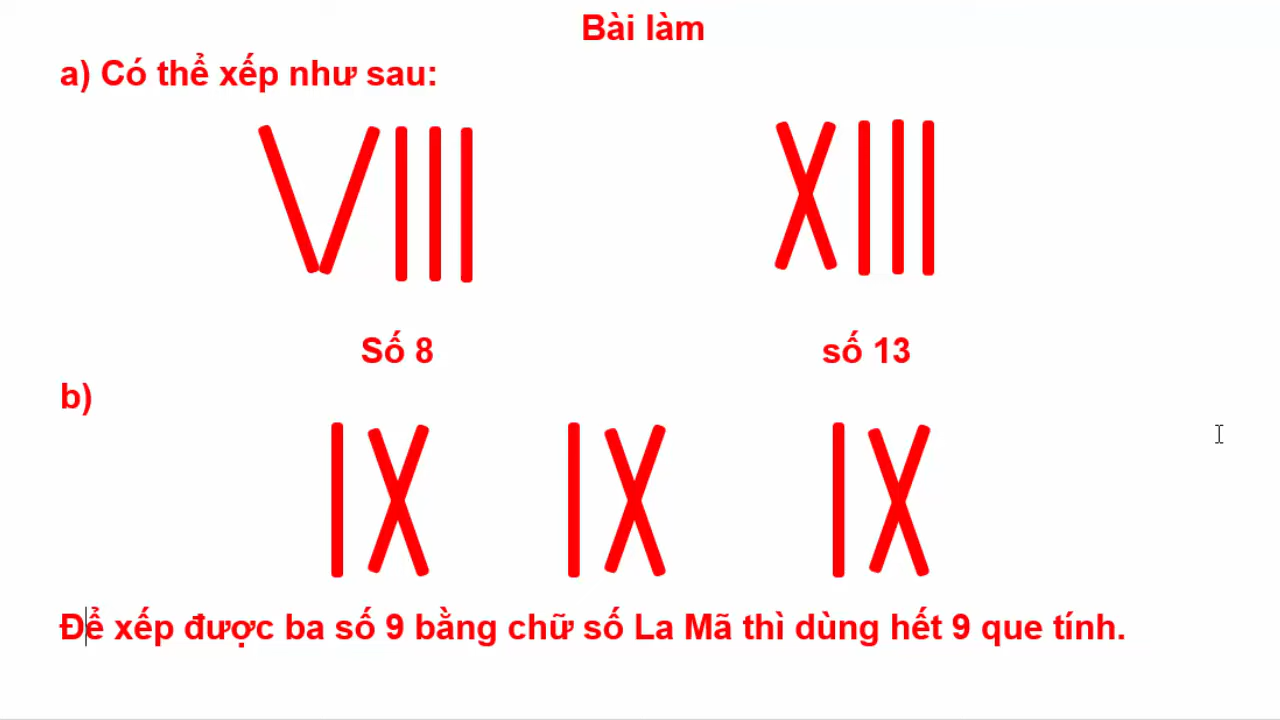 Bài làm
a) Có thể xếp như sau:
VIII XIII
Số 8 số 13
b)
IX IX IX
Để xếp được ba số 9 bằng chữ số La Mã thì dùng hết 9 que tính.